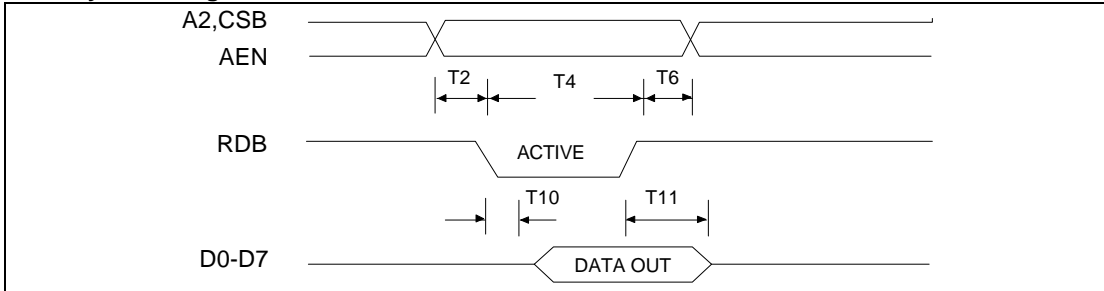 A2,CSB
AEN
T2 T4 T6
RDB
ACTIVE
T10 T11
D0-D7
DATA OUT